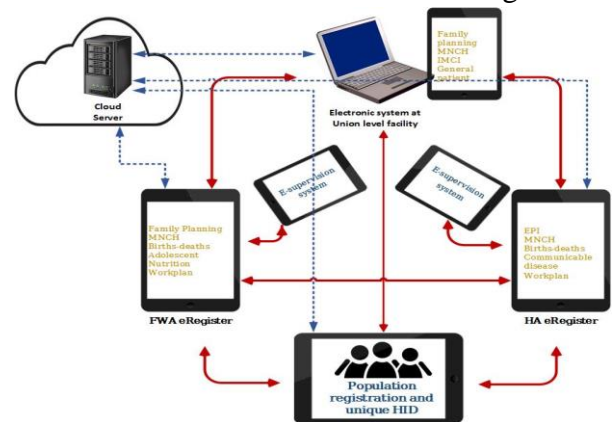 Family
planning
MNCH
IMCI
General
patient
Cloud
Server
Electronic system at
Union level facility
E-supervision
system
E-supervision
system
Family Planning
MNCH
Births-deaths
Adolescent
Nutrition
Workplan
EPI
MNCH
Births-deaths
Communicable
disease
Workplan
FWA eRegister
HA eRegister
Population
registration and
unique HID